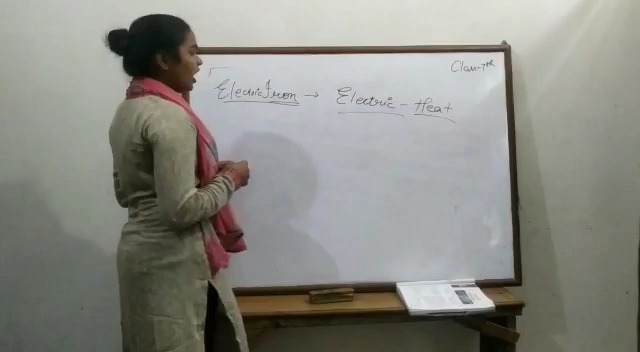 Class-7th
Electric Iron → Electric - Heat